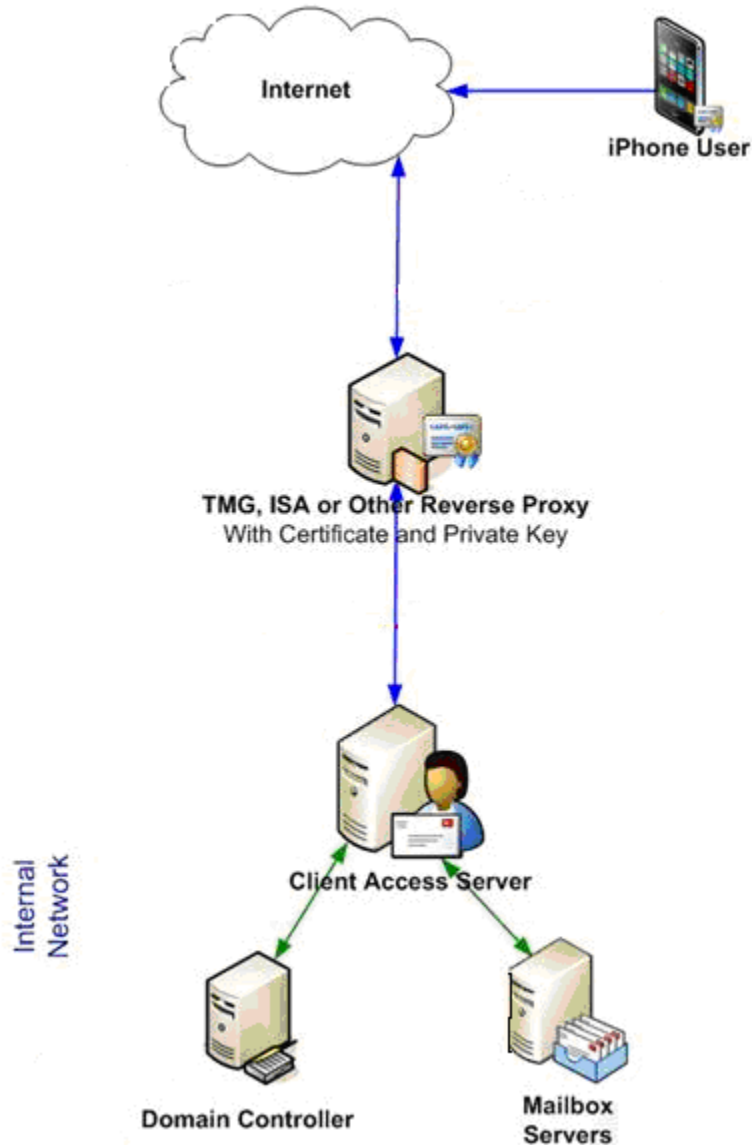 Internet
iPhone User
TMG, ISA or Other Reverse Proxy
With Certificate and Private Key
Client Access Server
Internal
Network
Domain Controller
Mailbox
Servers